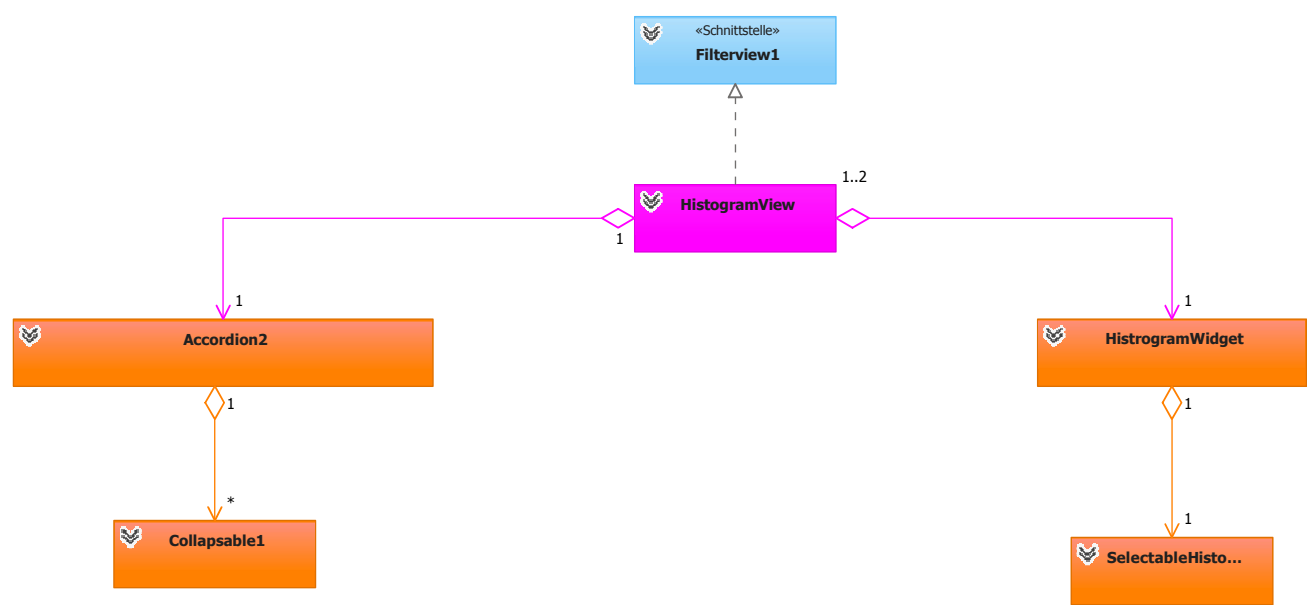 «Schnittstelle»
Filterview1
1..2
HistogramView
1
1
1
Accordion2
HistrogramWidget
1
1
*
Collapsable1
1
SelectableHisto...